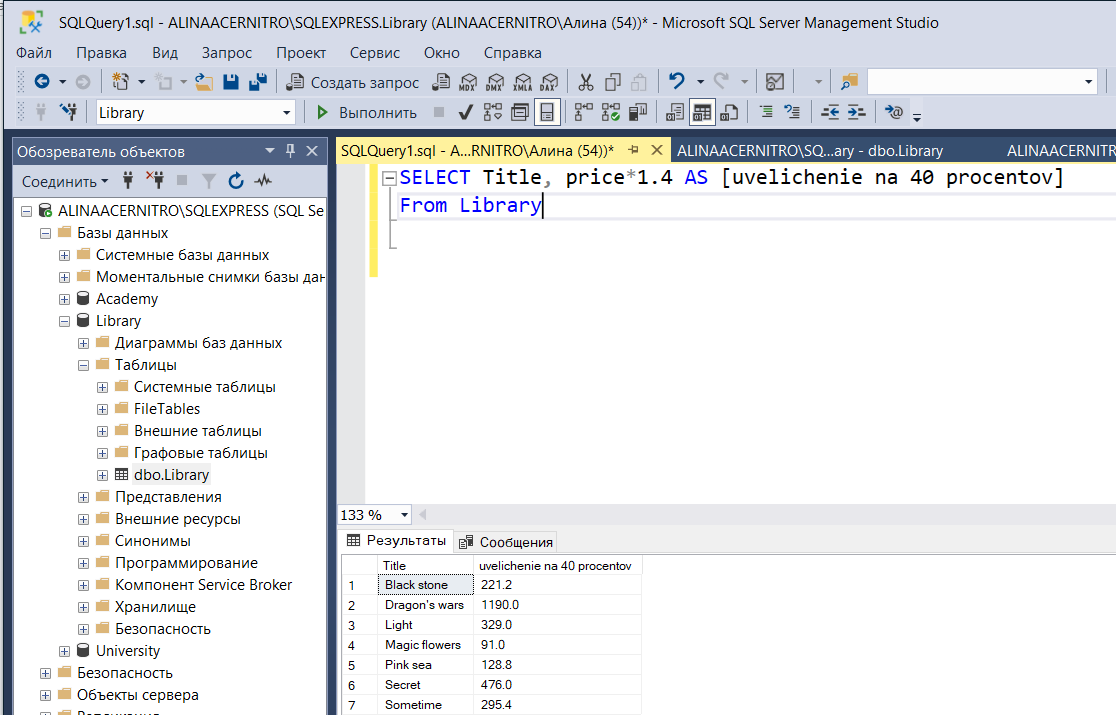 SQLQuery1.sql - ALINAACERNITRO\SQLEXPRESS.Library (ALINAACERNITRO\Алина (54))* - Microsoft SQL Server Management Studio
Файл Правка Вид Запрос Проект Сервис Окно Справка
Создать запрос MDX DMX XMLA DAX
Library Выполнить
Обозреватель объектов
SQLQuery1.sql - A...RNITRO\Алина (54))* ALINAACERNITRO\SQ...ary - dbo.Library ALINAACERNITR
Соединить
ALINAACERNITRO\SQLEXPRESS (SQL Se
Базы данных
Системные базы данных
Моментальные снимки базы дан
Academy
Library
Диаграммы баз данных
Таблицы
Системные таблицы
FileTables
Внешние таблицы
Графовые таблицы
dbo.Library
Представления
Внешние ресурсы
Синонимы
Программирование
Компонент Service Broker
Хранилище
Безопасность
University
Безопасность
Объекты сервера
SELECT Title, price*1.4 AS [uvelichenie na 40 procentov]
From Library
133 %
Результаты Сообщения
Title uvelichenie na 40 procentov
1 Black stone 221.2
2 Dragon's wars 1190.0
3 Light 329.0
4 Magic flowers 91.0
5 Pink sea 128.8
6 Secret 476.0
7 Sometime 295.4